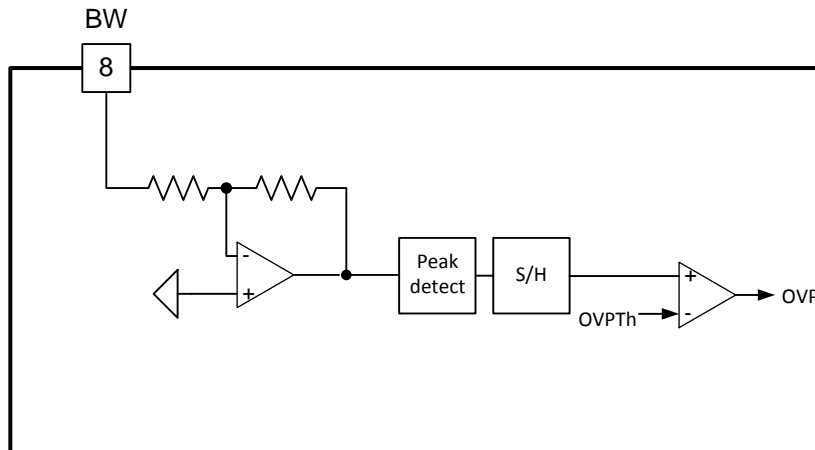 BW
8
-
+
Peak
detect
S/H
+
-
OVPTh
OVP